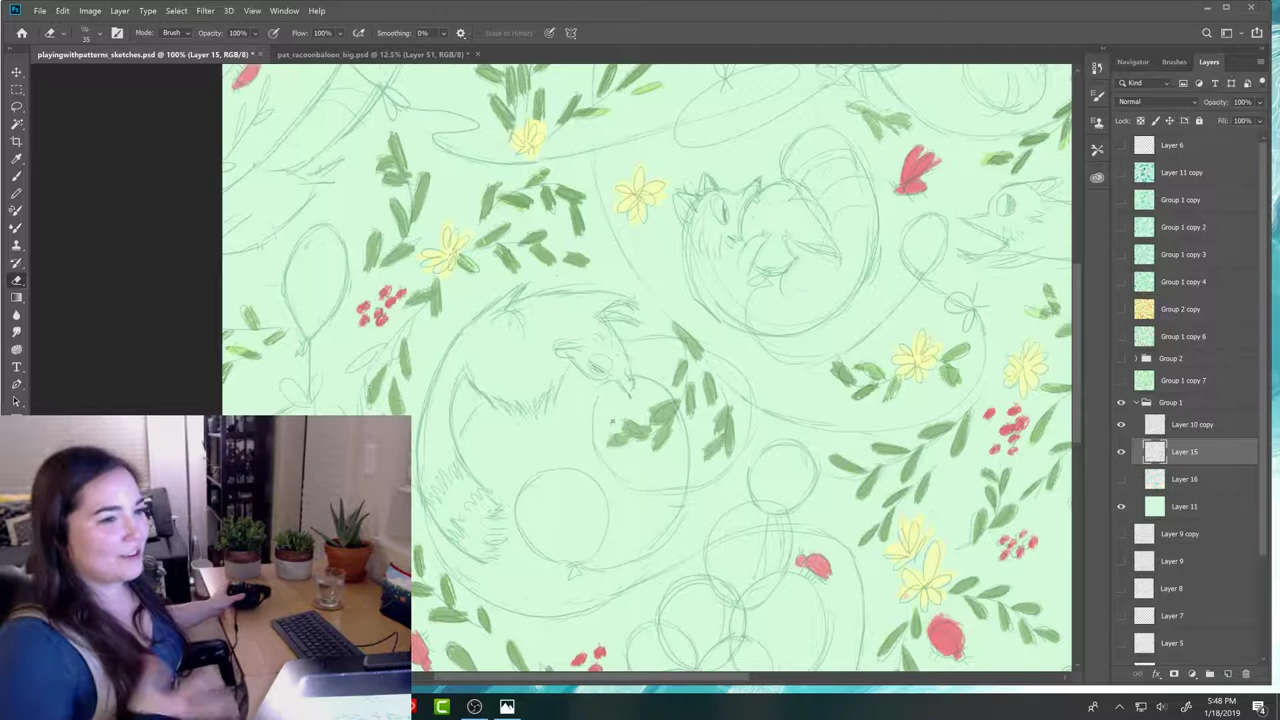 File Edit Image Layer Type Select Filter 3D View Window Help
35 Mode: Brush Opacity: 100% Flow: 100% Smoothing: 0% Erase to History
playingwithpatterns_sketches.psd @ 100% (Layer 15, RGB/8) * × pat_racoonbaloon_big.psd @ 12.5% (Layer 51, RGB/8) * ×
Navigator Brushes Layers
Kind
Normal Opacity: 100%
Lock: Fill: 100%
Layer 6
Layer 11 copy
Group 1 copy
Group 1 copy 2
Group 1 copy 3
Group 1 copy 4
Group 2 copy
Group 1 copy 6
Group 2
Group 1 copy 7
Group 1
Layer 10 copy
Layer 15
Layer 16
Layer 11
Layer 9 copy
Layer 9
Layer 8
Layer 7
Layer 5
5:48 PM
1/18/2019